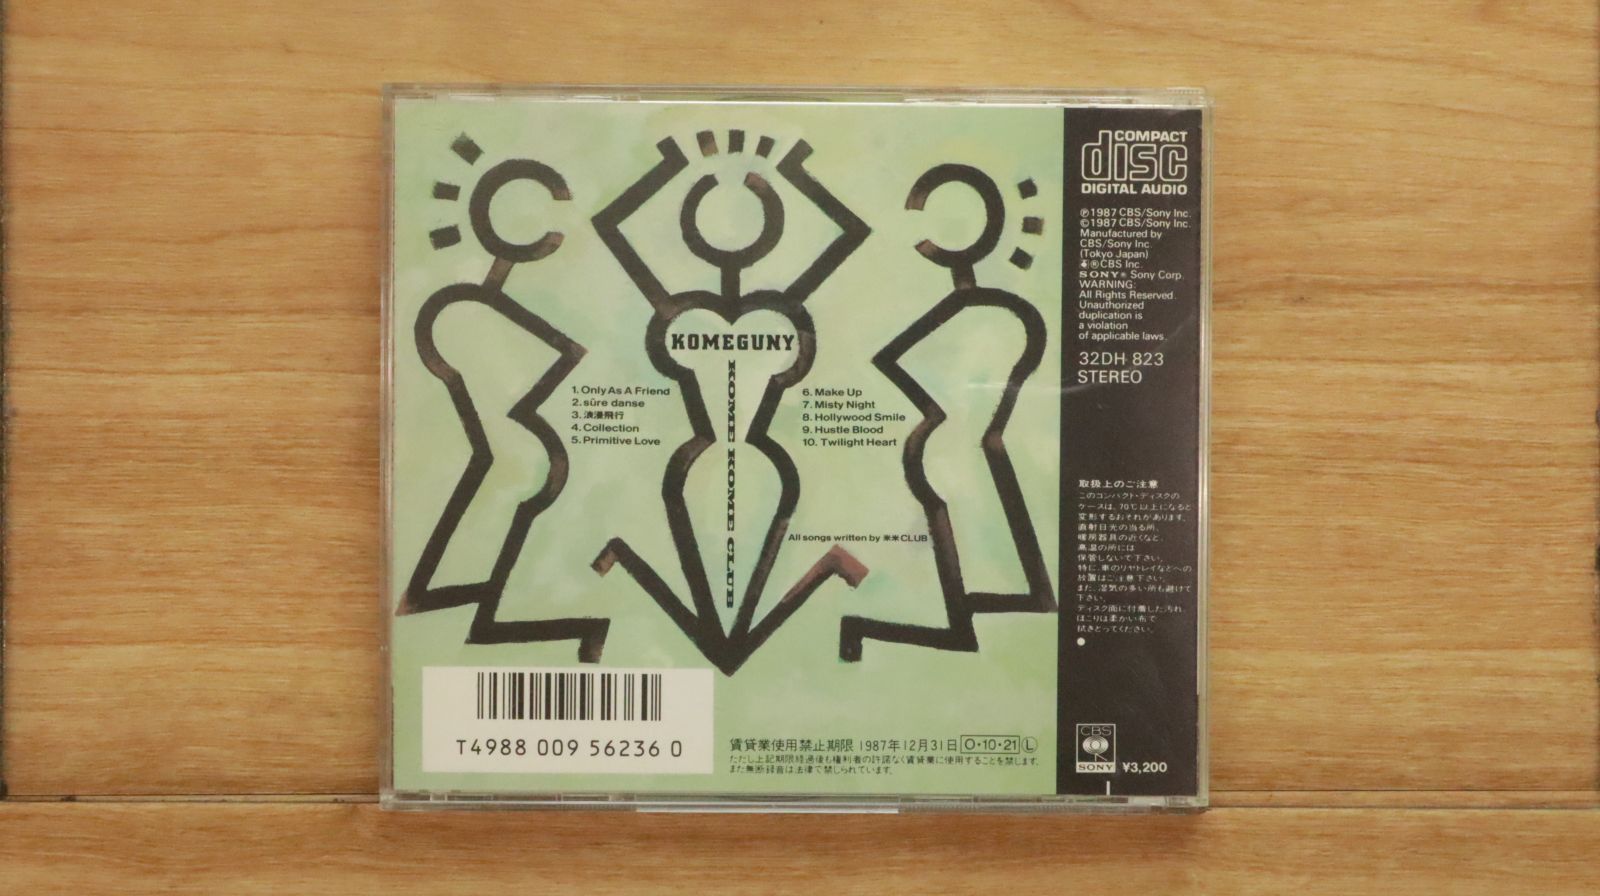 KOMEGUNY
KOME KOME CLUB
1. Only As A Friend
2. sûre danse
3. 浪漫飛行
4. Collection
5. Primitive Love
6. Make Up
7. Misty Night
8. Hollywood Smile
9. Hustle Blood
10. Twilight Heart
All songs written by 米米 CLUB
T4988 009 56236 0
賃貸業使用禁止期限 1987年12月31日 O・10・21 Ⓛ
ただし上記期限経過後も権利者の許諾なく賃貸業に使用することを禁じます。
また無断録音は法律で禁じられています。
COMPACT
disc
DIGITAL AUDIO
℗1987 CBS/Sony Inc.
©1987 CBS/Sony Inc.
Manufactured by
CBS/Sony Inc.
(Tokyo Japan)
®CBS Inc.
SONY® Sony Corp.
WARNING:
All Rights Reserved.
Unauthorized
duplication is
a violation
of applicable laws.
32DH 823
STEREO
取扱上のご注意
このコンパクト・ディスクの
ケースは、70℃以上になると
変形するおそれがあります。
直射日光の当る所、
暖房器具の近くなど、
高温の所には
保管しないで下さい。
特に、車のリヤトレイなどへの
放置はご注意下さい。
また、湿気の多い所も避けて
下さい。
ディスク面に付着した汚れ、
ほこりは柔かい布で
拭きとってください。
CBS
SONY
¥3,200